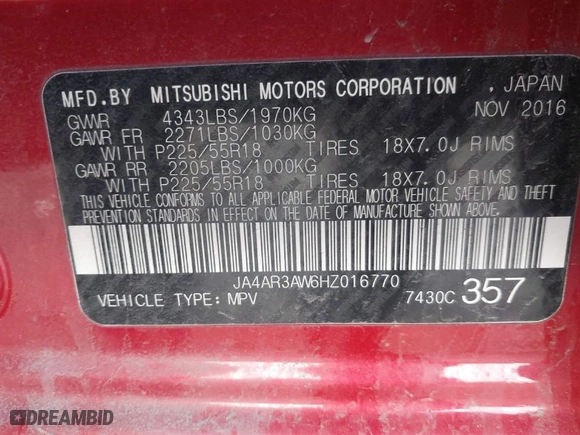 MFD.BY MITSUBISHI MOTORS CORPORATION , JAPAN
GVWR 4343LBS/1970KG NOV 2016
GAWR FR 2271LBS/1030KG
WITH P225/55R18 TIRES 18X7.0J RIMS
GAWR RR 2205LBS/1000KG
WITH P225/55R18 TIRES 18X7.0J RIMS
THIS VEHICLE CONFORMS TO ALL APPLICABLE FEDERAL MOTOR VEHICLE SAFETY AND THEFT
PREVENTION STANDARDS IN EFFECT ON THE DATE OF MANUFACTURE SHOWN ABOVE.
JA4AR3AW6HZ016770
VEHICLE TYPE: MPV 7430C 357
DREAMBID